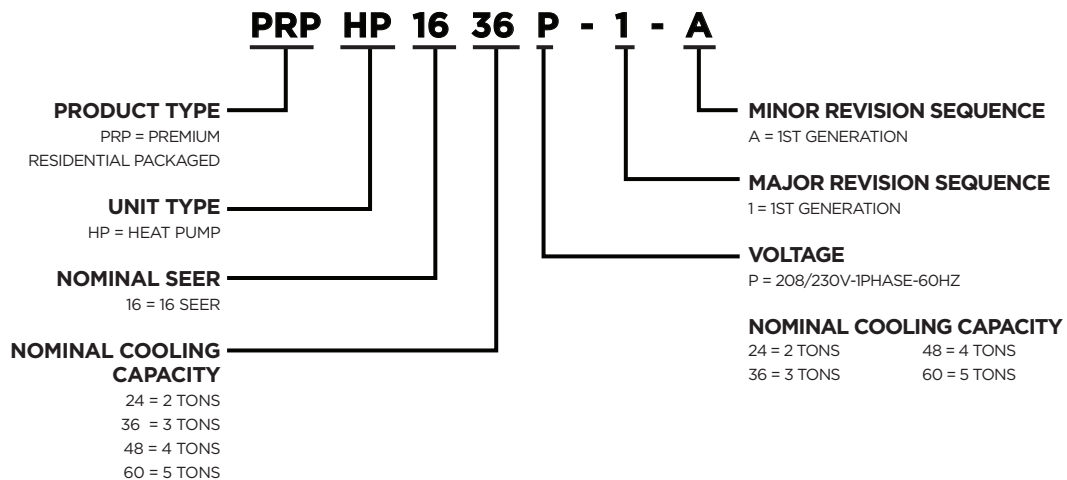 PRP HP 16 36 P - 1 - A
PRODUCT TYPE
PRP = PREMIUM
RESIDENTIAL PACKAGED
UNIT TYPE
HP = HEAT PUMP
NOMINAL SEER
16 = 16 SEER
NOMINAL COOLING
CAPACITY
24 = 2 TONS
36 = 3 TONS
48 = 4 TONS
60 = 5 TONS
MINOR REVISION SEQUENCE
A = 1ST GENERATION
MAJOR REVISION SEQUENCE
1 = 1ST GENERATION
VOLTAGE
P = 208/230V-1PHASE-60HZ
NOMINAL COOLING CAPACITY
24 = 2 TONS 48 = 4 TONS
36 = 3 TONS 60 = 5 TONS